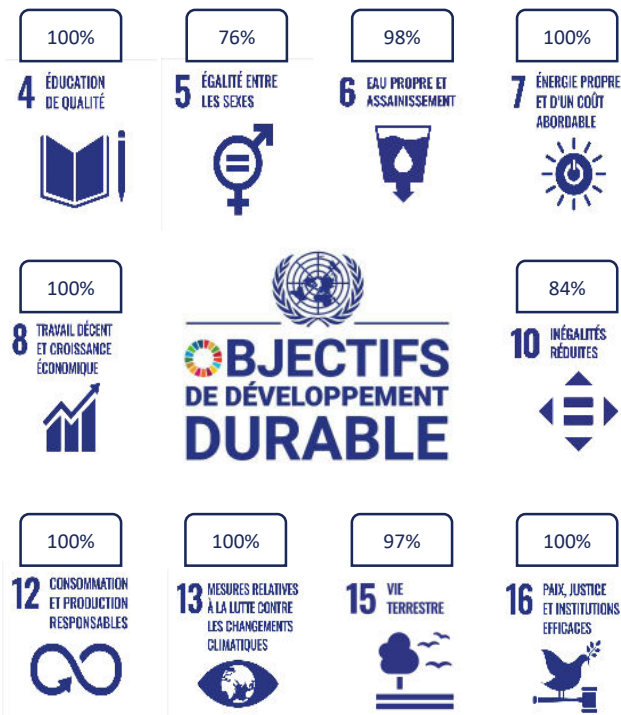 100%
4 ÉDUCATION
DE QUALITÉ
76%
5 ÉGALITÉ ENTRE
LES SEXES
98%
6 EAU PROPRE ET
ASSAINISSEMENT
100%
7 ÉNERGIE PROPRE
ET D'UN COÛT
ABORDABLE
100%
8 TRAVAIL DÉCENT
ET CROISSANCE
ÉCONOMIQUE
OBJECTIFS
DE DÉVELOPPEMENT
DURABLE
84%
10 INÉGALITÉS
RÉDUITES
100%
12 CONSOMMATION
ET PRODUCTION
RESPONSABLES
100%
13 MESURES RELATIVES
À LA LUTTE CONTRE
LES CHANGEMENTS
CLIMATIQUES
97%
15 VIE
TERRESTRE
100%
16 PAIX, JUSTICE
ET INSTITUTIONS
EFFICACES